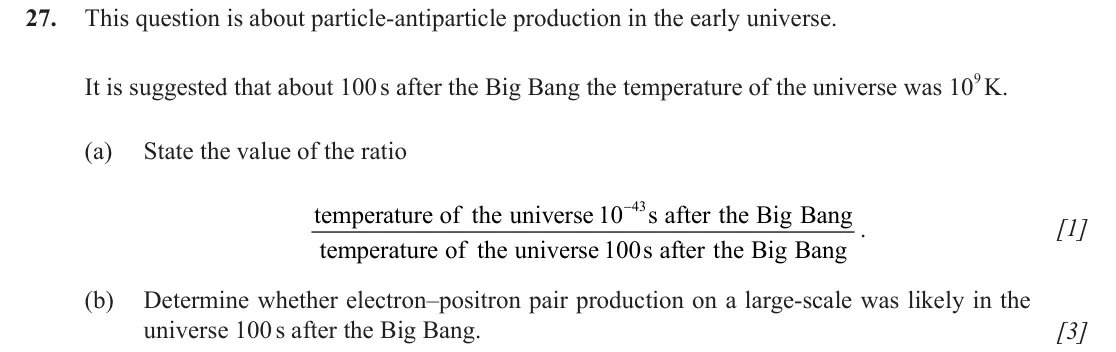 27. This question is about particle-antiparticle production in the early universe.
It is suggested that about 100 s after the Big Bang the temperature of the universe was 10⁹ K.
(a) State the value of the ratio
temperature of the universe 10⁻⁴³ s after the Big Bang
temperature of the universe 100 s after the Big Bang . [1]
(b) Determine whether electron–positron pair production on a large-scale was likely in the
universe 100 s after the Big Bang. [3]